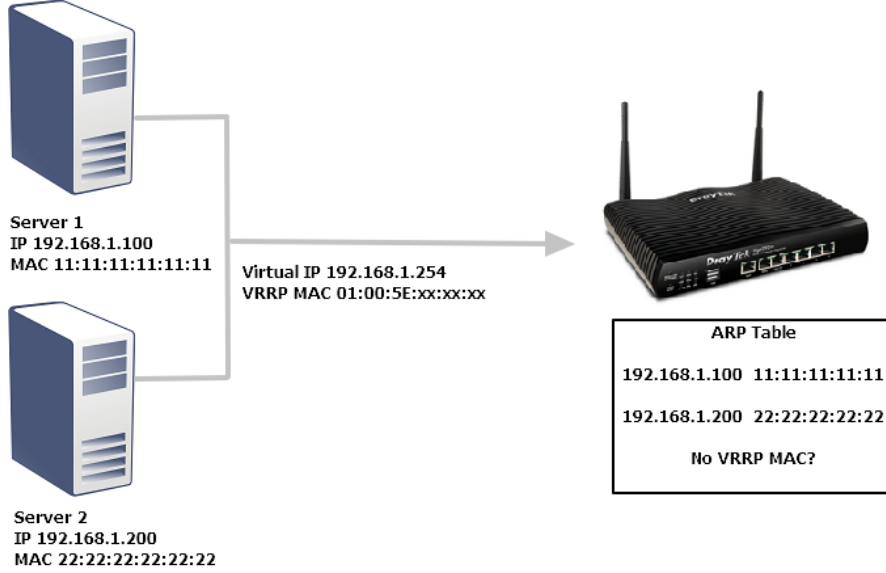 Server 1
IP 192.168.1.100
MAC 11:11:11:11:11:11
Virtual IP 192.168.1.254
VRRP MAC 01:00:5E:xx:xx:xx
DrayTek
Dray Tek
ARP Table
192.168.1.100 11:11:11:11:11
192.168.1.200 22:22:22:22:22
No VRRP MAC?
Server 2
IP 192.168.1.200
MAC 22:22:22:22:22:22